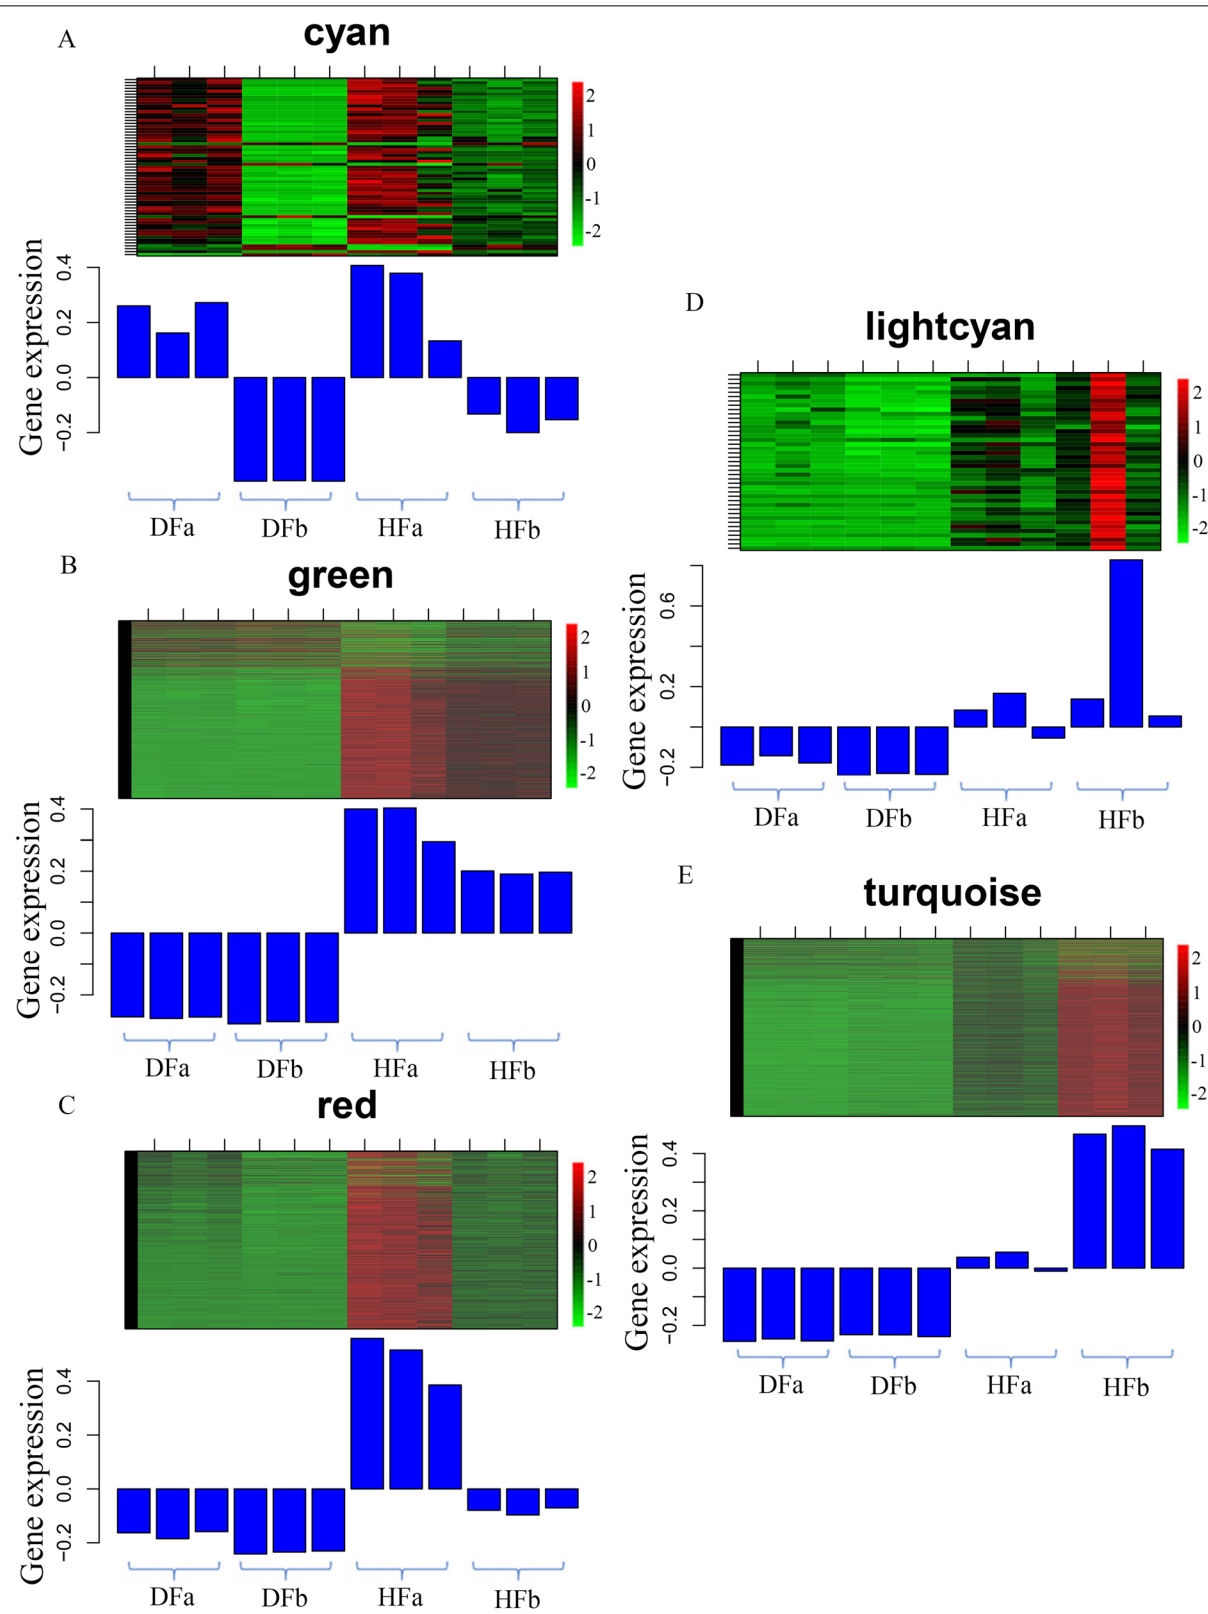 A
cyan
2
1
0
-1
-2
Gene expression
0.4
0.2
0.0
−0.2
DFa
DFb
HFa
HFb
B
green
2
1
0
-1
-2
Gene expression
0.4
0.2
0.0
−0.2
DFa
DFb
HFa
HFb
C
red
2
1
0
-1
-2
Gene expression
0.4
0.2
0.0
−0.2
DFa
DFb
HFa
HFb
D
lightcyan
2
1
0
-1
-2
Gene expression
0.6
0.2
−0.2
DFa
DFb
HFa
HFb
E
turquoise
2
1
0
-1
-2
Gene expression
0.4
0.2
0.0
−0.2
DFa
DFb
HFa
HFb